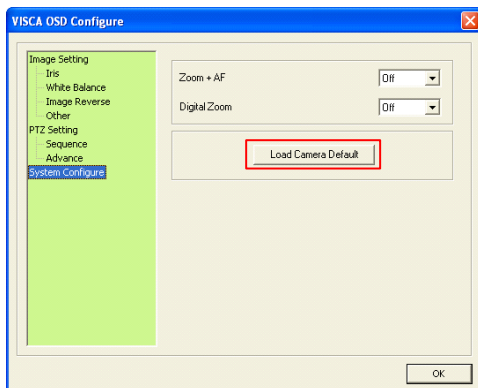 VISCA OSD Configure
Image Setting
Iris
White Balance
Image Reverse
Other
PTZ Setting
Sequence
Advance
System Configure
Zoom + AF
Off
Digital Zoom
Off
Load Camera Default
OK